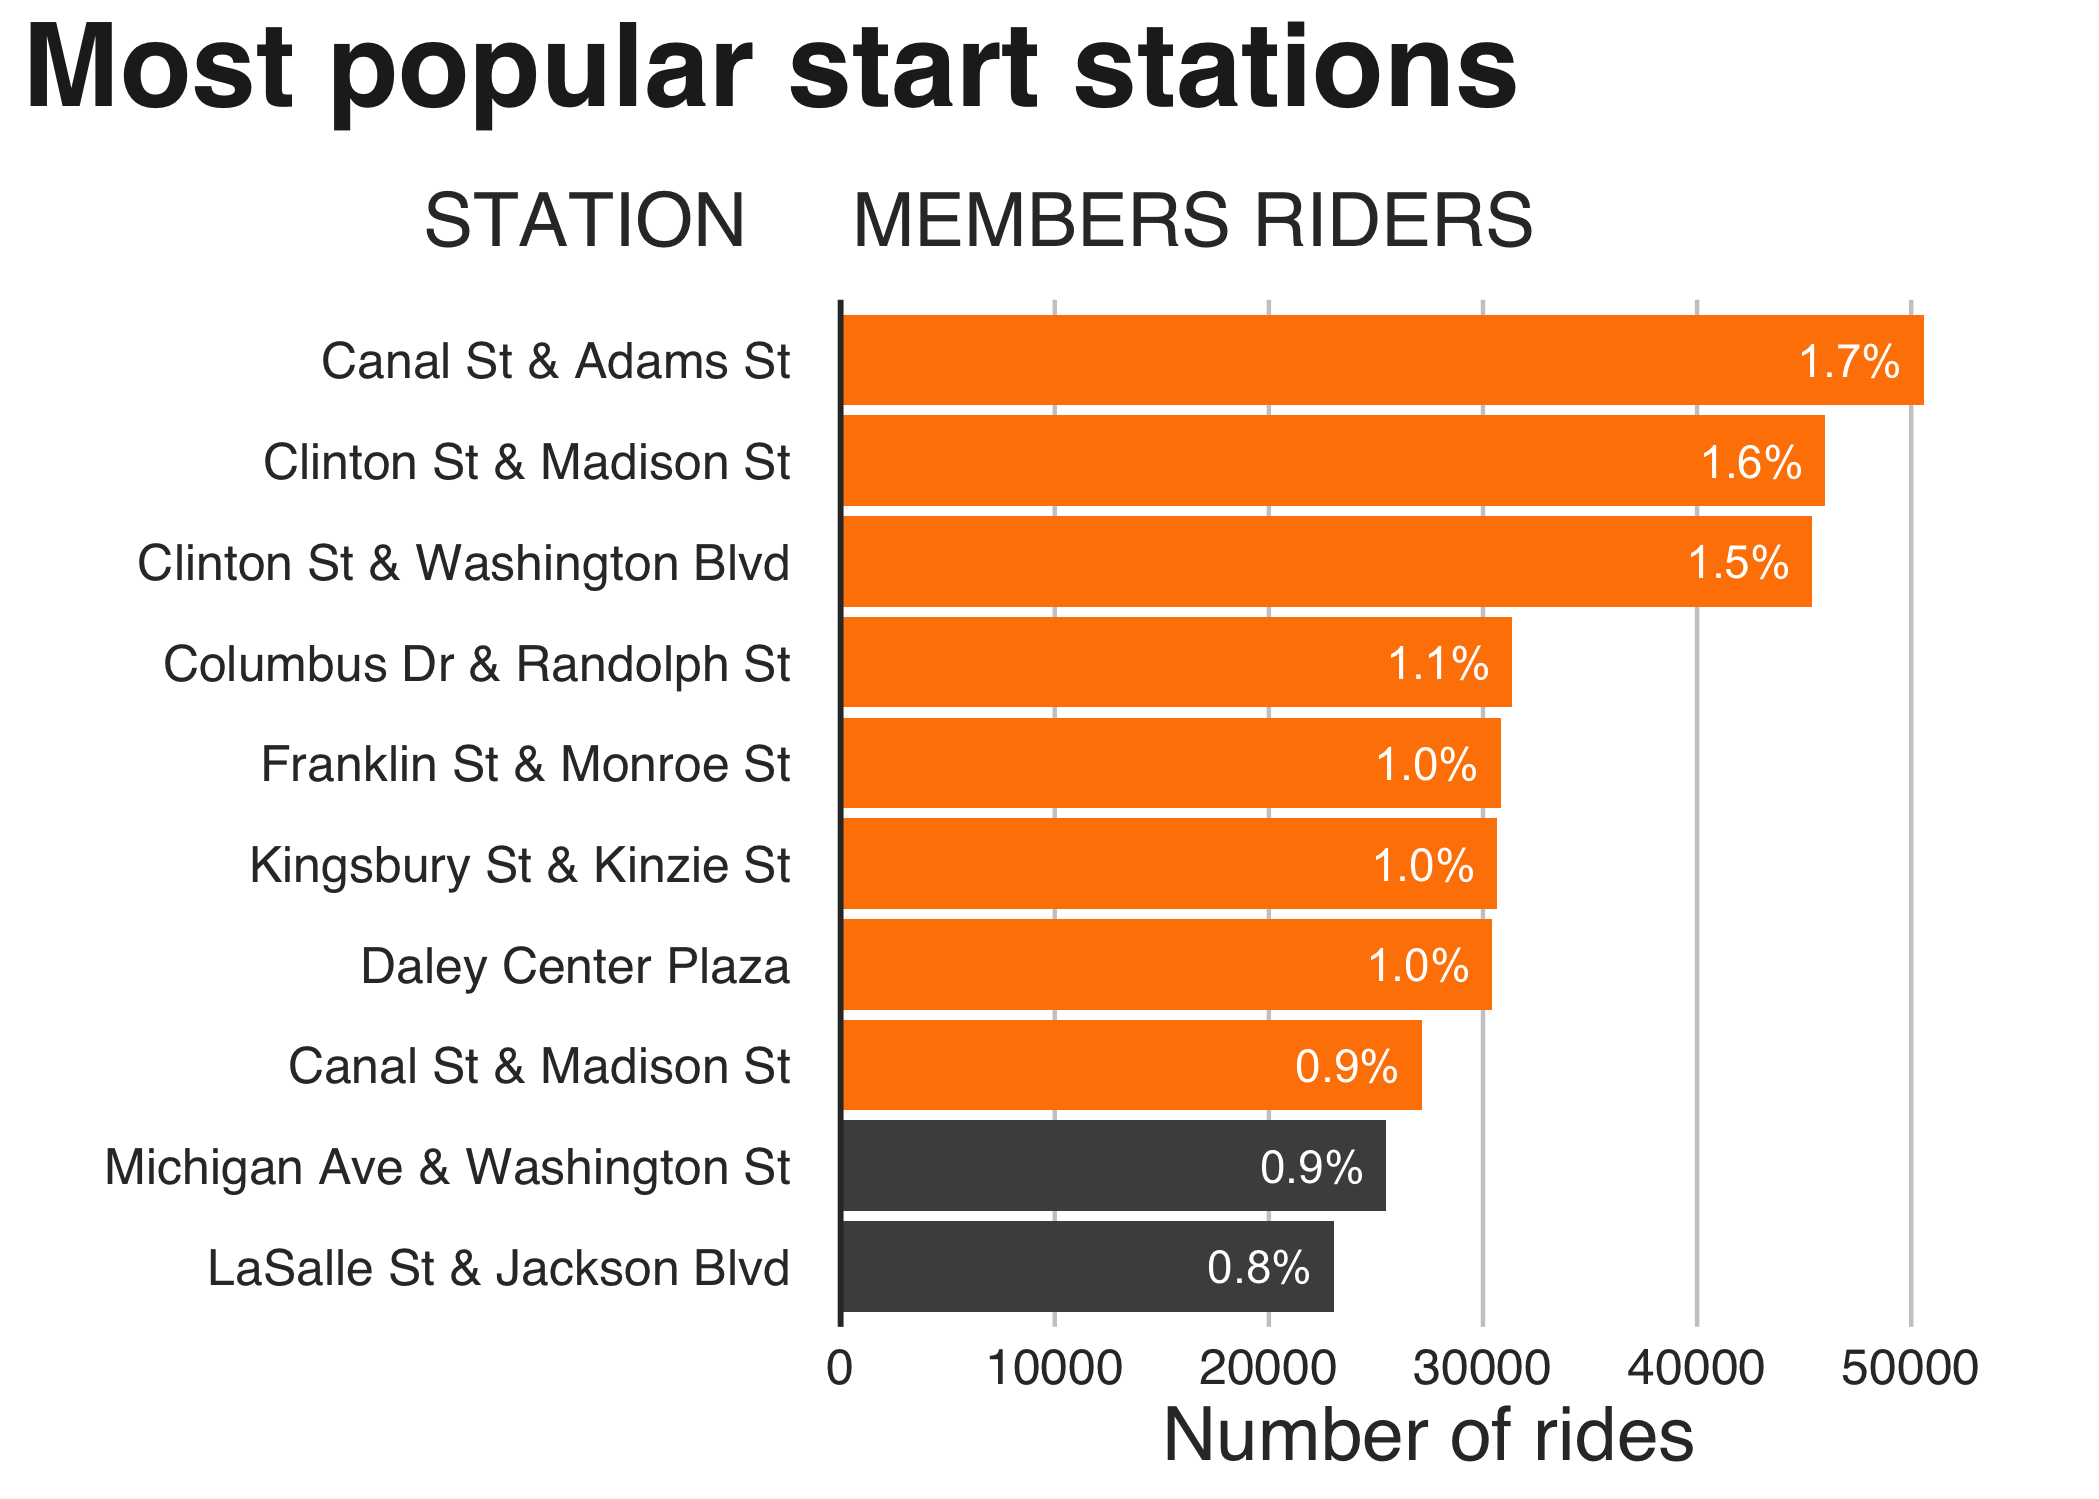 Most popular start stations
STATION MEMBERS RIDERS
Canal St & Adams St 1.7%
Clinton St & Madison St 1.6%
Clinton St & Washington Blvd 1.5%
Columbus Dr & Randolph St 1.1%
Franklin St & Monroe St 1.0%
Kingsbury St & Kinzie St 1.0%
Daley Center Plaza 1.0%
Canal St & Madison St 0.9%
Michigan Ave & Washington St 0.9%
LaSalle St & Jackson Blvd 0.8%
0 10000 20000 30000 40000 50000
Number of rides